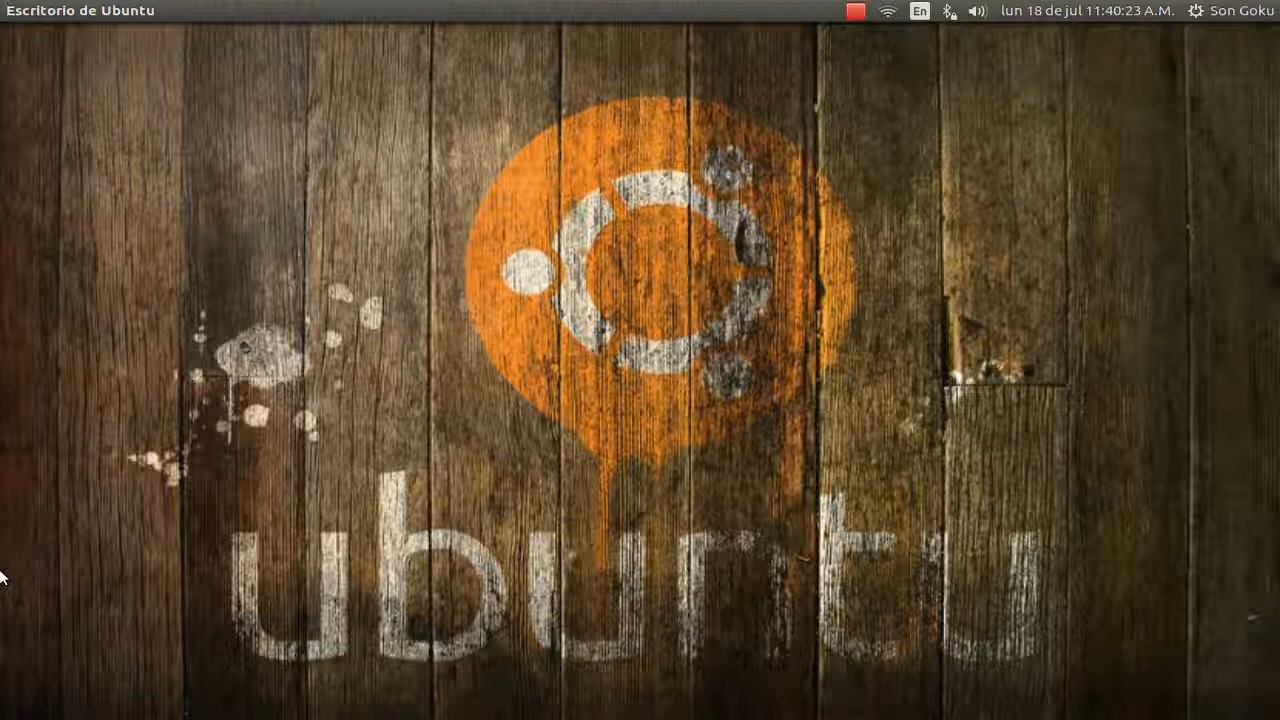 Escritorio de Ubuntu
En
lun 18 de jul 11:40:23 A.M.
Son Goku
ubuntu